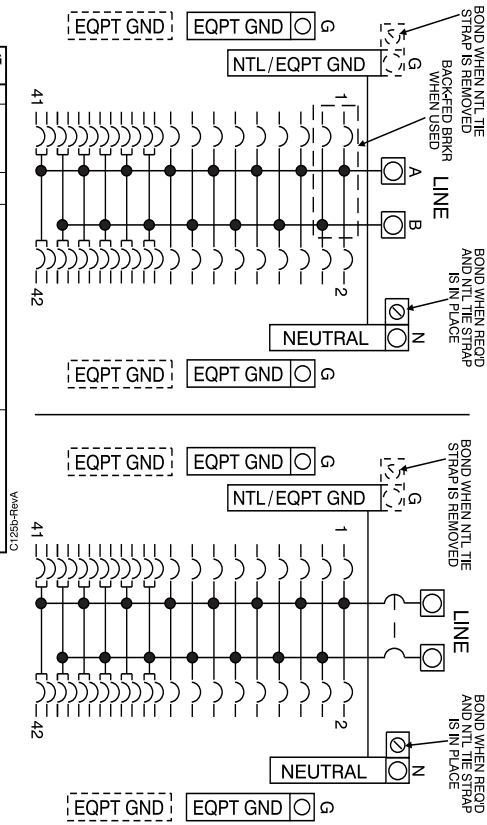 BOND WHEN NTL TIE
STRAP IS REMOVED
BACK-FED BRKR
WHEN USED
LINE
A
B
BOND WHEN REQ'D
AND NTL TIE STRAP
IS IN PLACE
EQPT GND
EQPT GND
G
NTL/EQPT GND
G
41
1
42
2
NEUTRAL
N
EQPT GND
EQPT GND
G
BOND WHEN NTL TIE
STRAP IS REMOVED
LINE
BOND WHEN REQ'D
AND NTL TIE STRAP
IS IN PLACE
EQPT GND
EQPT GND
G
NTL/EQPT GND
G
41
1
42
2
NEUTRAL
N
EQPT GND
EQPT GND
G
C1256-RevA